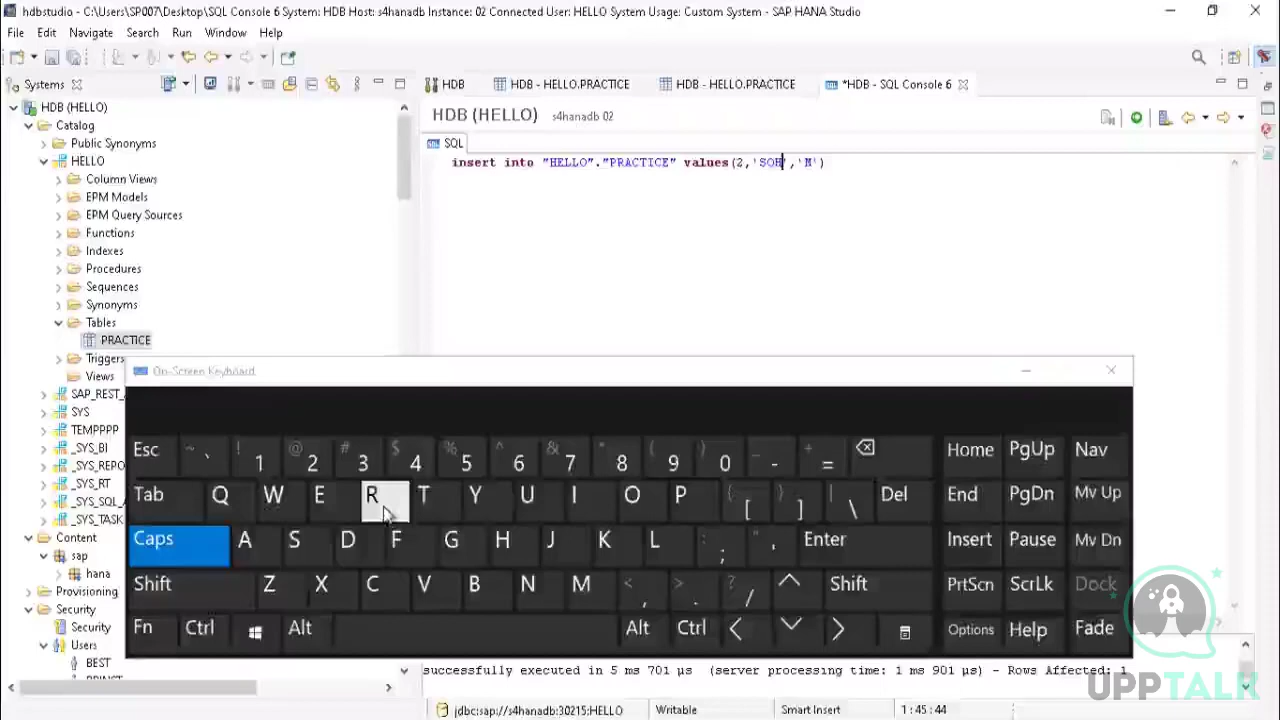 hdbstudio - C:\Users\SP007\Desktop\SQL Console 6 System: HDB Host: s4hanadb Instance: 02 Connected User: HELLO System Usage: Custom System - SAP HANA Studio
File Edit Navigate Search Run Window Help
Systems
HDB
HDB - HELLO.PRACTICE
HDB - HELLO.PRACTICE
*HDB - SQL Console 6
HDB (HELLO)
Catalog
Public Synonyms
HELLO
Column Views
EPM Models
EPM Query Sources
Functions
Indexes
Procedures
Sequences
Synonyms
Tables
PRACTICE
Triggers
Views
SAP_REST_
SYS
TEMPPPP
_SYS_BI
_SYS_REPO
_SYS_RT
_SYS_SQL_
_SYS_TASK
Content
sap
hana
Provisioning
Security
Security
Users
BEST
HDB (HELLO) s4hanadb 02
SQL
insert into "HELLO"."PRACTICE" values(2,'SOH','M')
On-Screen Keyboard
Esc ~ ` ! 1 @ 2 # 3 $ 4 % 5 ^ 6 & 7 * 8 ( 9 ) 0 _ - + = Home PgUp Nav
Tab Q W E R T Y U I O P { [ } ] | \ Del End PgDn Mv Up
Caps A S D F G H J K L : ; " ' Enter Insert Pause Mv Dn
Shift Z X C V B N M < , > . ? / Shift PrtScn ScrLk Dock
Fn Ctrl Alt Alt Ctrl Options Help Fade
successfully executed in 5 ms 701 µs (server processing time: 1 ms 901 µs) - Rows Affected: 1
UPPTALK
jdbc:sap://s4hanadb:30215:HELLO Writable Smart Insert 1:45:44